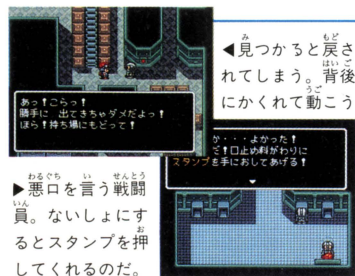 ◀見つかると戻さ
れてしまう。背後
にかくれて動こう
あっ！こらっ！
勝手に　出てきちゃダメだよっ！
ほら！持ち場にもどって！
か・・・よかった！
だ！口止め料がわりに
スタンプを手におしてあげる！
▶悪口を言う戦闘
員。ないしょにす
るとスタンプを押
してくれるのだ。